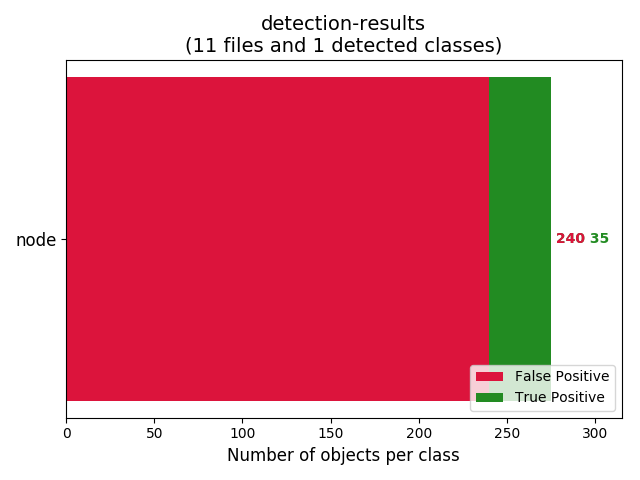 detection-results
(11 files and 1 detected classes)
node
240 35
False Positive
True Positive
0 50 100 150 200 250 300
Number of objects per class